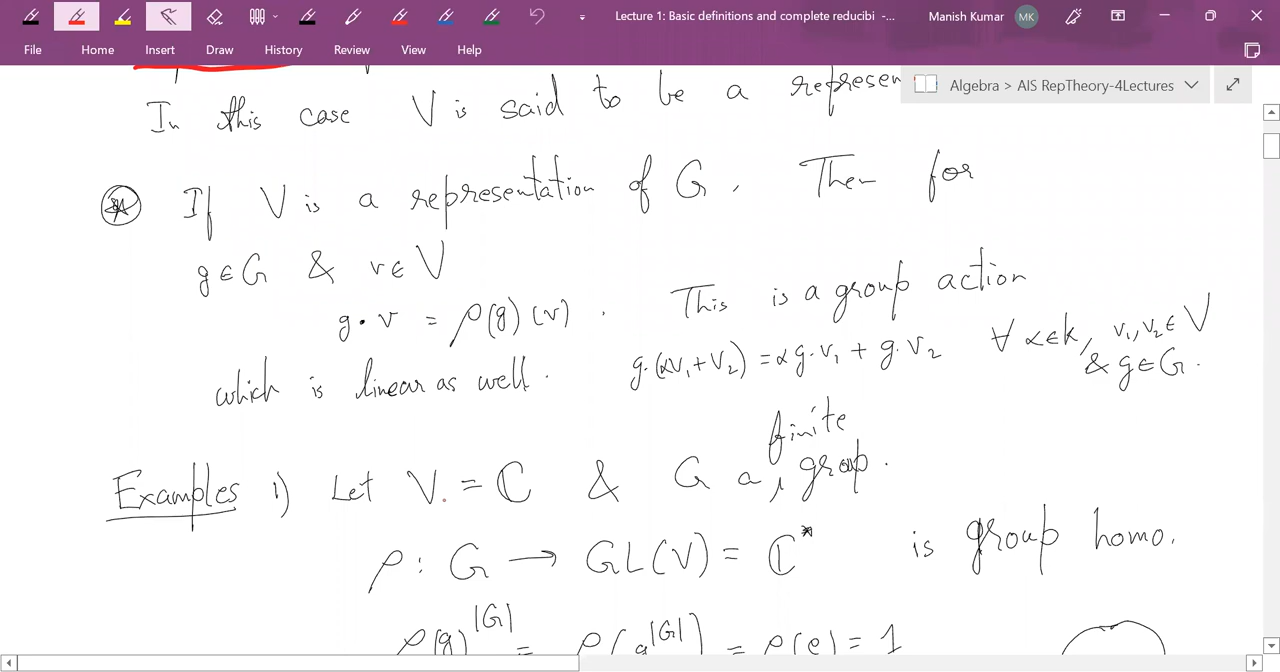 Lecture 1: Basic definitions and complete reducibi -...
Manish Kumar MK
File Home Insert Draw History Review View Help
Algebra > AIS RepTheory-4Lectures
In this case V is said to be a represen
⊛ If V is a representation of G. Then for
g∈G & v∈V
g·v = ρ(g)(v). This is a group action
which is linear as well. g·(αv₁+v₂) = αg·v₁ + g·v₂ ∀ α∈k, v₁,v₂∈V & g∈G.
Examples 1) Let V = ℂ & G a finite group.
ρ: G → GL(V) = ℂ* is group homo.
ρ(g)^|G| = ρ(g^|G|) = ρ(e) = 1